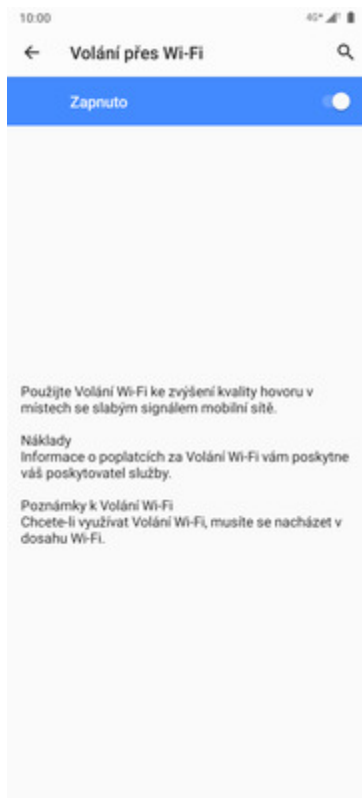 10:00
4G+
Volání přes Wi-Fi
Zapnuto
Použijte Volání Wi-Fi ke zvýšení kvality hovoru v
místech se slabým signálem mobilní sítě.
Náklady
Informace o poplatcích za Volání Wi-Fi vám poskytne
váš poskytovatel služby.
Poznámky k Volání Wi-Fi
Chcete-li využívat Volání Wi-Fi, musíte se nacházet v
dosahu Wi-Fi.